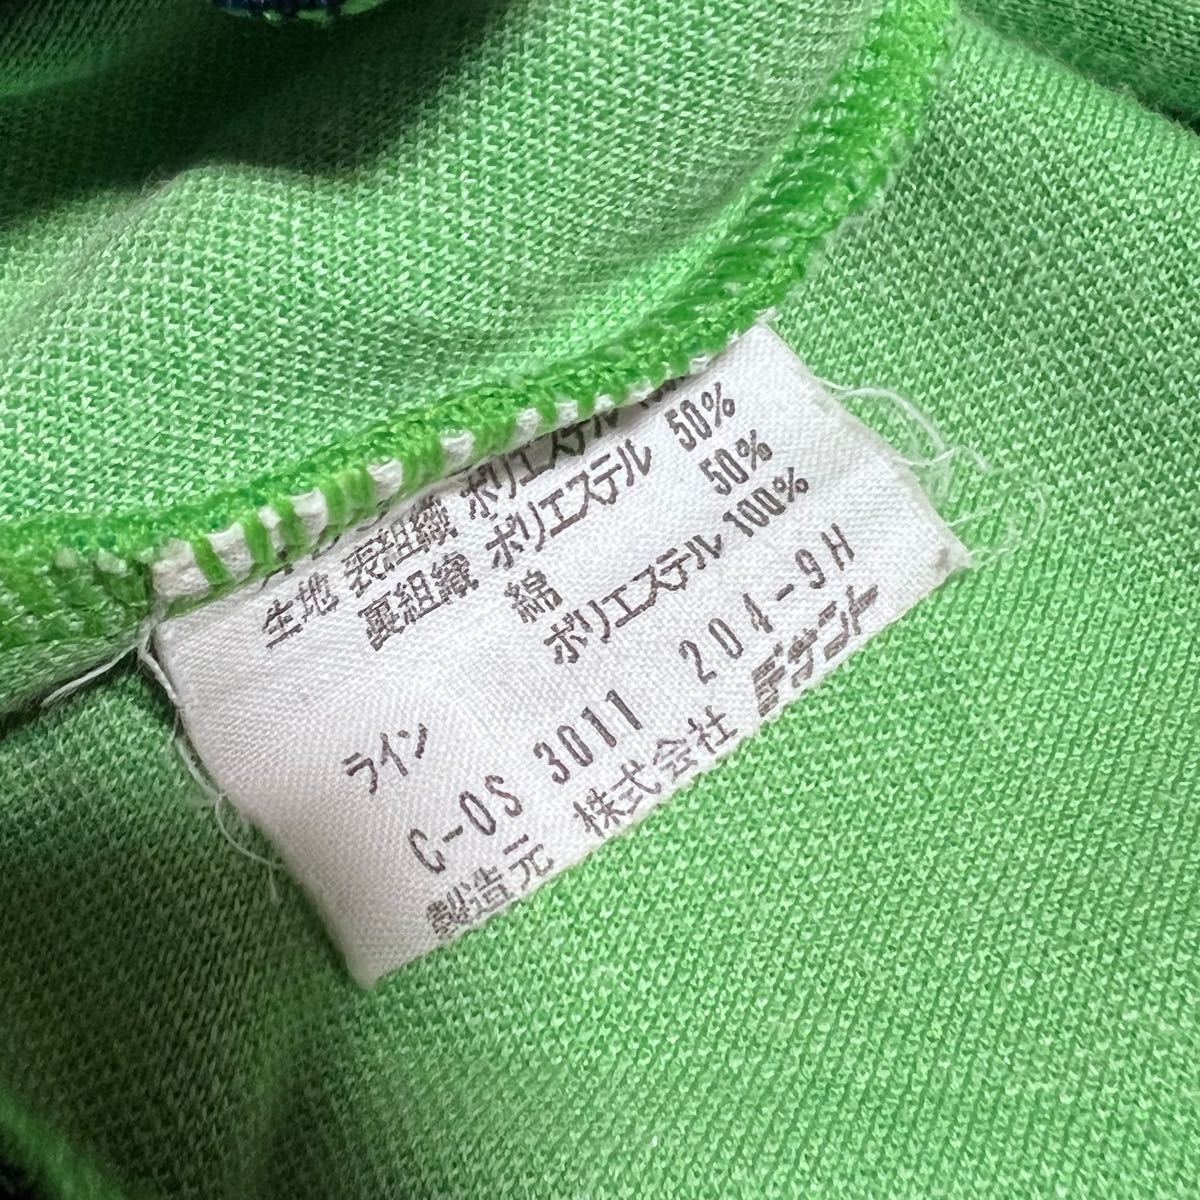 生地 表組織 ポリエステル
裏組織 ポリエステル 50%
綿 50%
ライン ポリエステル 100%
C-OS 3011 204-9H
製造元 株式会社 デサント